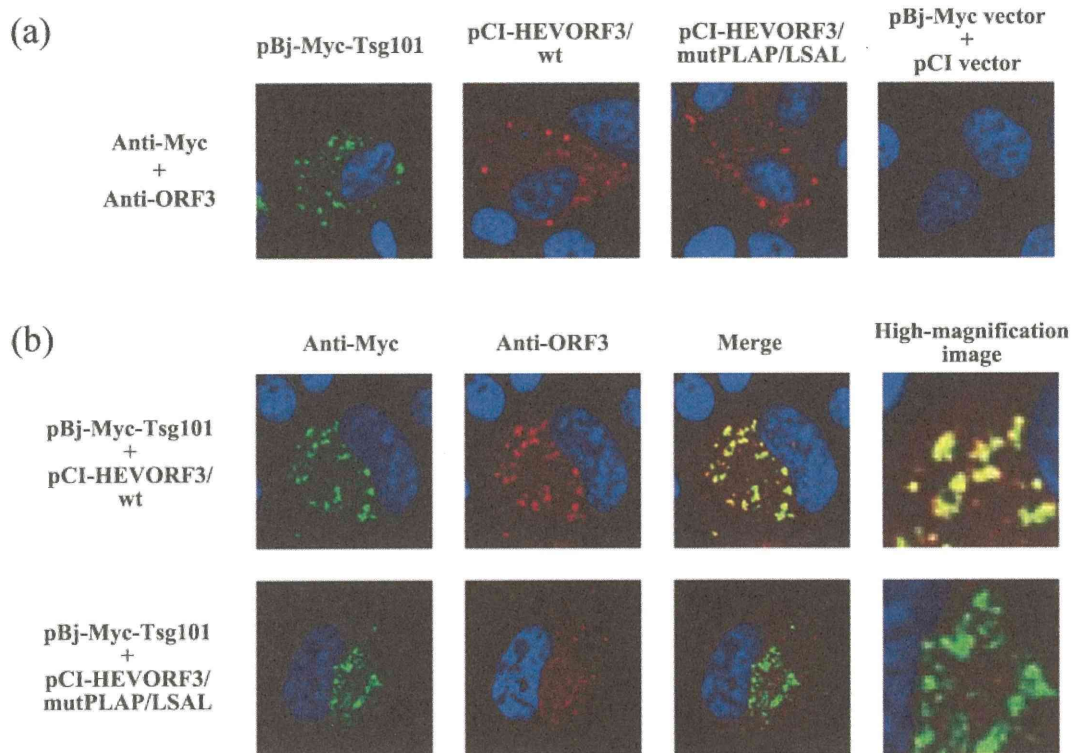 (a)
pBj-Myc-Tsg101
pCI-HEVORF3/
wt
pCI-HEVORF3/
mutPLAP/LSAL
pBj-Myc vector
+
pCI vector
Anti-Myc
+
Anti-ORF3
(b)
Anti-Myc
Anti-ORF3
Merge
High-magnification
image
pBj-Myc-Tsg101
+
pCI-HEVORF3/
wt
pBj-Myc-Tsg101
+
pCI-HEVORF3/
mutPLAP/LSAL